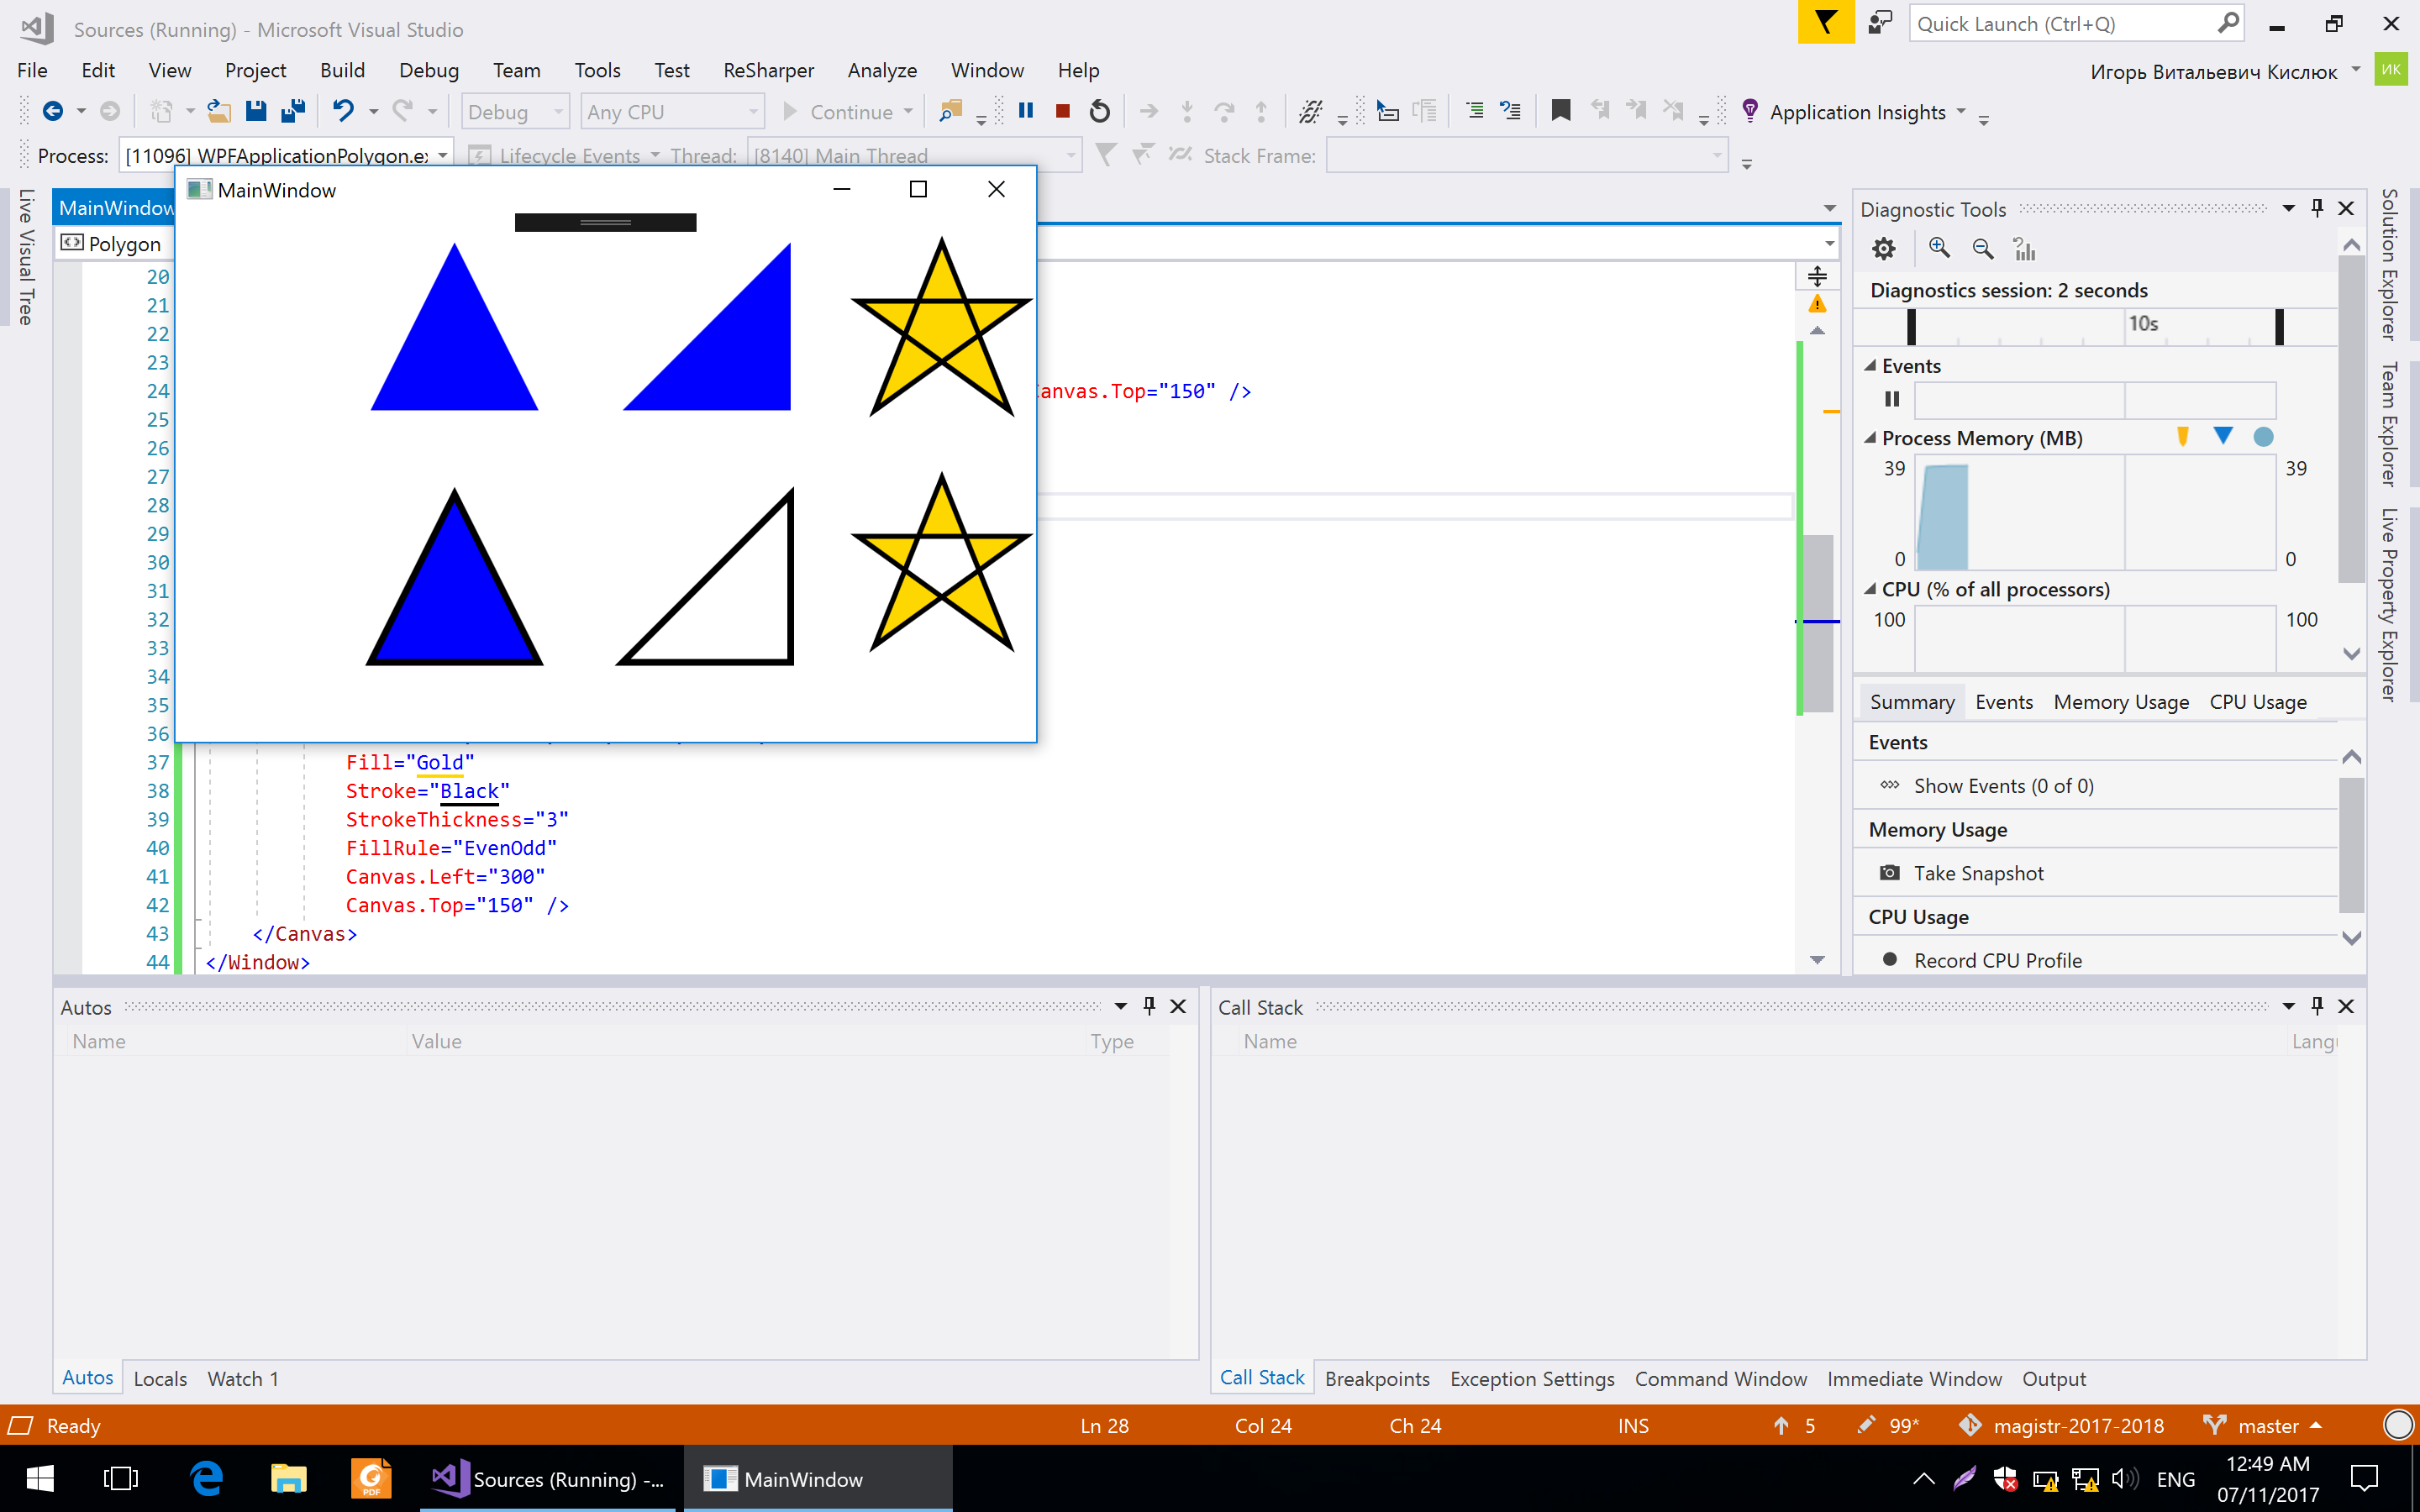 Sources (Running) - Microsoft Visual Studio
Quick Launch (Ctrl+Q)
File Edit View Project Build Debug Team Tools Test ReSharper Analyze Window Help
Игорь Витальевич Кислюк ИК
Debug Any CPU Continue Application Insights
Process: [11096] WPFApplicationPolygon.ex Lifecycle Events Thread: [8140] Main Thread Stack Frame:
Live Visual Tree
MainWindow
MainWindow
Polygon
20
21
22
23
24 Canvas.Top="150" />
25
26
27
28
29
30
31
32
33
34
35
36
37 Fill="Gold"
38 Stroke="Black"
39 StrokeThickness="3"
40 FillRule="EvenOdd"
41 Canvas.Left="300"
42 Canvas.Top="150" />
43 </Canvas>
44 </Window>
Diagnostic Tools
Diagnostics session: 2 seconds
10s
Events
Process Memory (MB)
39 39
0 0
CPU (% of all processors)
100 100
Summary Events Memory Usage CPU Usage
Events
Show Events (0 of 0)
Memory Usage
Take Snapshot
CPU Usage
Record CPU Profile
Solution Explorer
Team Explorer
Live Property Explorer
Autos
Name Value Type
Autos Locals Watch 1
Call Stack
Name Langu
Call Stack Breakpoints Exception Settings Command Window Immediate Window Output
Ready Ln 28 Col 24 Ch 24 INS 5 99* magistr-2017-2018 master
PDF
Sources (Running) -... MainWindow
ENG
12:49 AM
07/11/2017